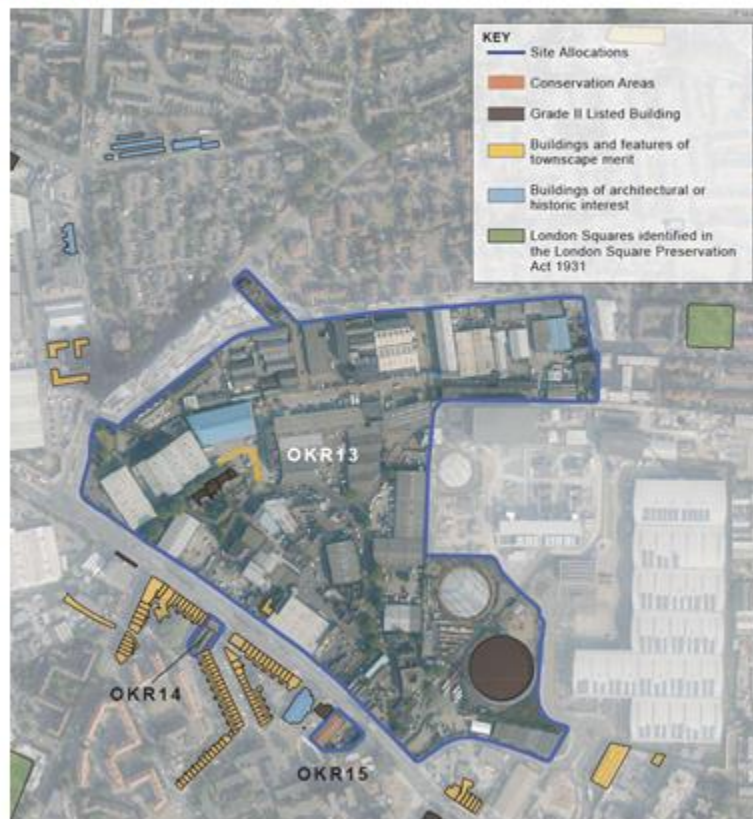 KEY
Site Allocations
Conservation Areas
Grade II Listed Building
Buildings and features of
townscape merit
Buildings of architectural or
historic interest
London Squares identified in
the London Square Preservation
Act 1931
OKR13
OKR14
OKR15